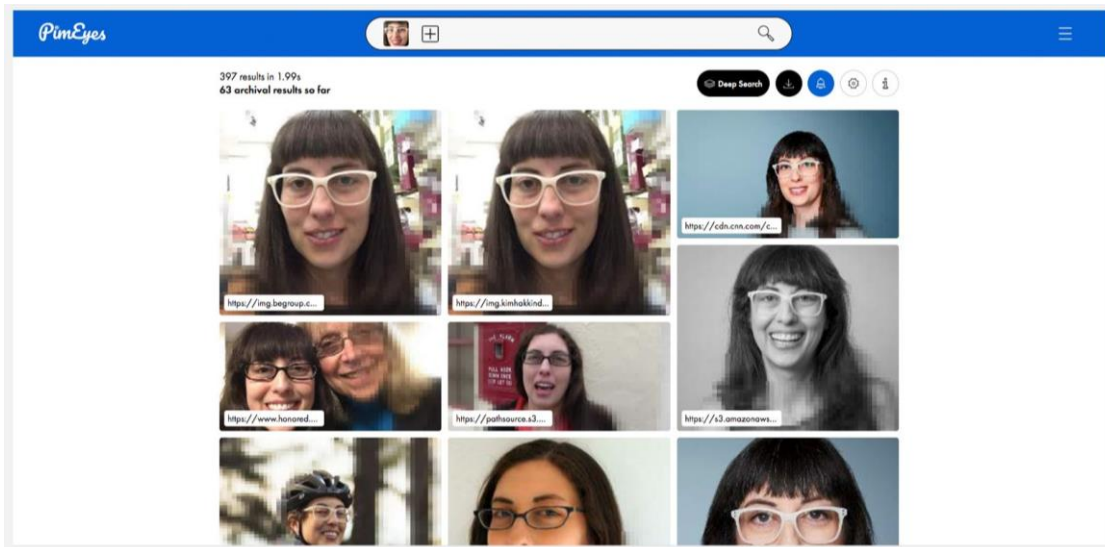 PimEyes
397 results in 1.99s
63 archival results so far
Deep Search
https://img.begroup.c...
https://img.kimhakkind...
https://cdn.cnn.com/c...
https://www.honored....
https://pathsource.s3....
https://s3.amazonaws...